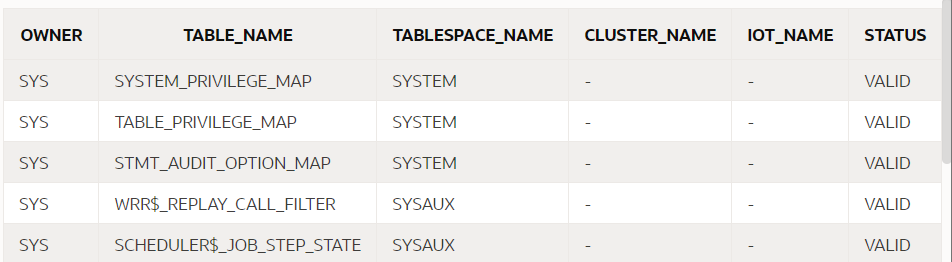 OWNER TABLE_NAME TABLESPACE_NAME CLUSTER_NAME IOT_NAME STATUS
SYS SYSTEM_PRIVILEGE_MAP SYSTEM - - VALID
SYS TABLE_PRIVILEGE_MAP SYSTEM - - VALID
SYS STMT_AUDIT_OPTION_MAP SYSTEM - - VALID
SYS WRR$_REPLAY_CALL_FILTER SYSAUX - - VALID
SYS SCHEDULER$_JOB_STEP_STATE SYSAUX - - VALID